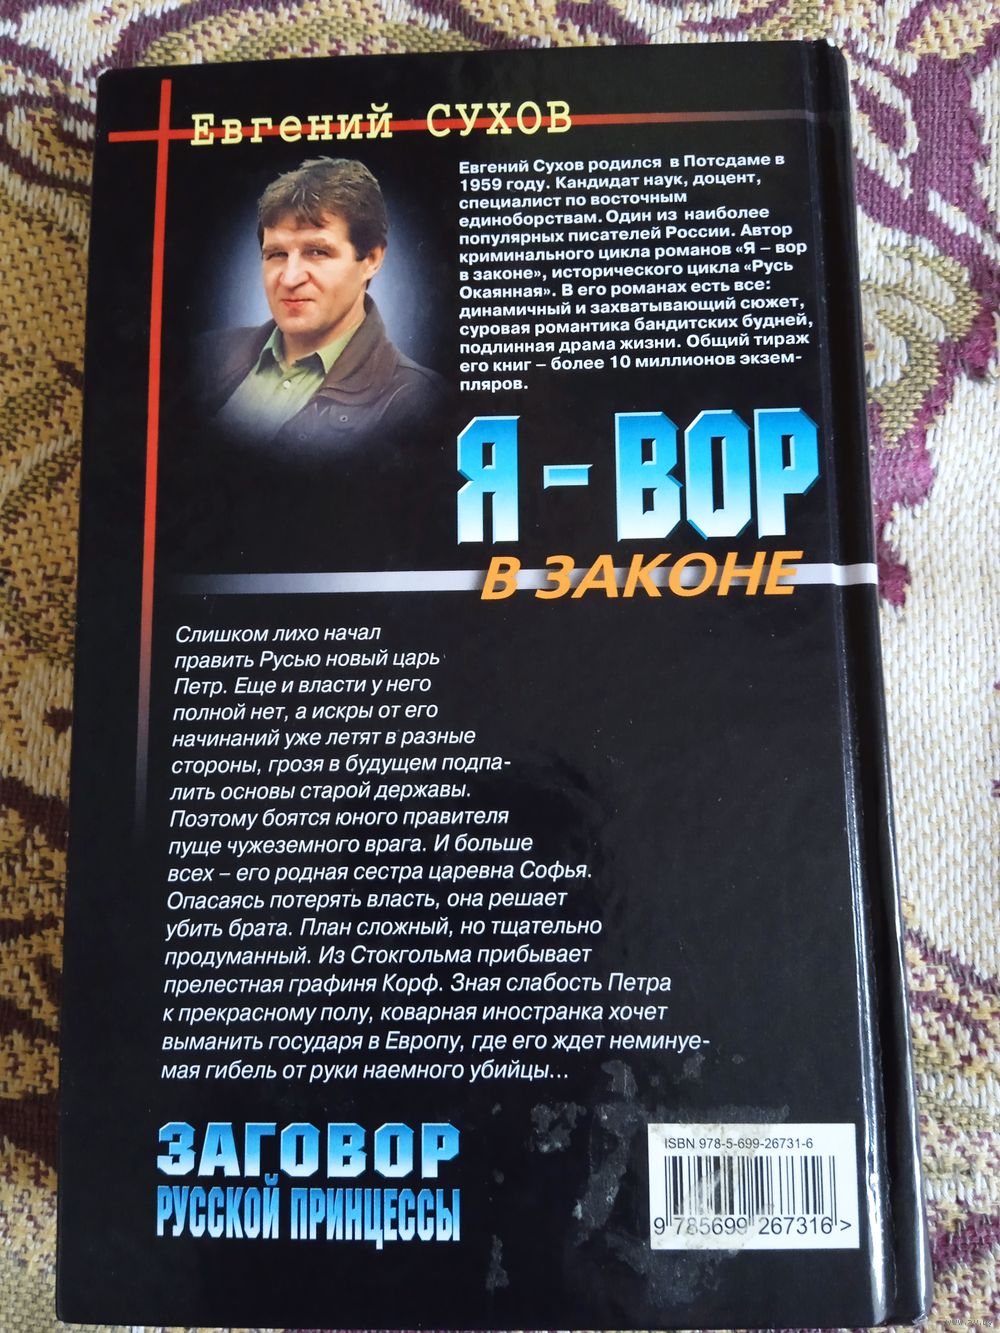 Евгений СУХОВ
Евгений Сухов родился в Потсдаме в
1959 году. Кандидат наук, доцент,
специалист по восточным
единоборствам. Один из наиболее
популярных писателей России. Автор
криминального цикла романов «Я – вор
в законе», исторического цикла «Русь
Окаянная». В его романах есть все:
динамичный и захватывающий сюжет,
суровая романтика бандитских будней,
подлинная драма жизни. Общий тираж
его книг – более 10 миллионов экзем-
пляров.
Я – ВОР
В ЗАКОНЕ
Слишком лихо начал
править Русью новый царь
Петр. Еще и власти у него
полной нет, а искры от его
начинаний уже летят в разные
стороны, грозя в будущем подпа-
лить основы старой державы.
Поэтому боятся юного правителя
пуще чужеземного врага. И больше
всех – его родная сестра царевна Софья.
Опасаясь потерять власть, она решает
убить брата. План сложный, но тщательно
продуманный. Из Стокгольма прибывает
прелестная графиня Корф. Зная слабость Петра
к прекрасному полу, коварная иностранка хочет
выманить государя в Европу, где его ждет неминуе-
мая гибель от руки наемного убийцы...
ЗАГОВОР
РУССКОЙ ПРИНЦЕССЫ
ISBN 978-5-699-26731-6
9 785699 267316 >